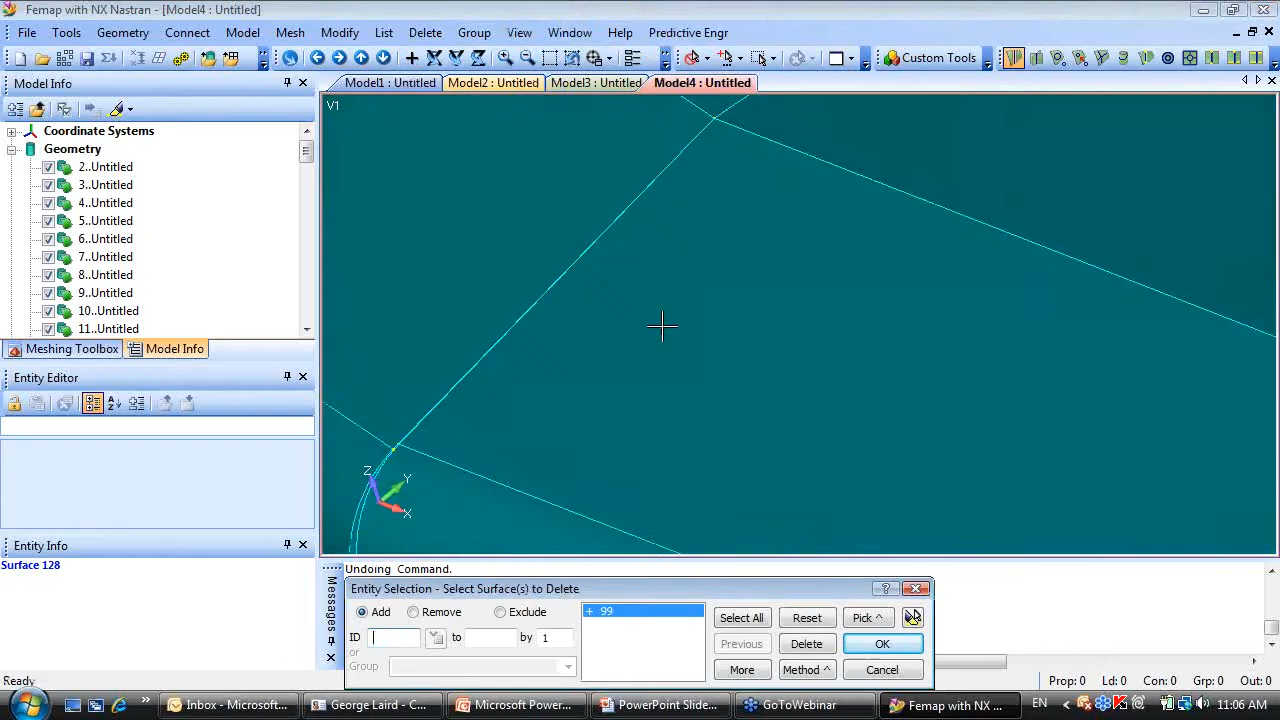 Femap with NX Nastran - [Model4 : Untitled]
File Tools Geometry Connect Model Mesh Modify List Delete Group View Window Help Predictive Engr
Custom Tools
Model Info
Model1 : Untitled Model2 : Untitled Model3 : Untitled Model4 : Untitled
V1
Coordinate Systems
Geometry
2..Untitled
3..Untitled
4..Untitled
5..Untitled
6..Untitled
7..Untitled
8..Untitled
9..Untitled
10..Untitled
11..Untitled
Meshing Toolbox Model Info
Entity Editor
Z
Y
X
Entity Info
Surface 128
Messages
Undoing Command.
Entity Selection - Select Surface(s) to Delete
Add Remove Exclude
+ 99
Select All Reset Pick ^
ID to by 1
Previous Delete OK
or
Group
More Method ^ Cancel
Ready
Prop: 0 Ld: 0 Con: 0 Grp: 0 Out: 0
Inbox - Microsoft... George Laird - C... Microsoft Power... PowerPoint Slide... GoToWebinar Femap with NX ... EN 11:06 AM